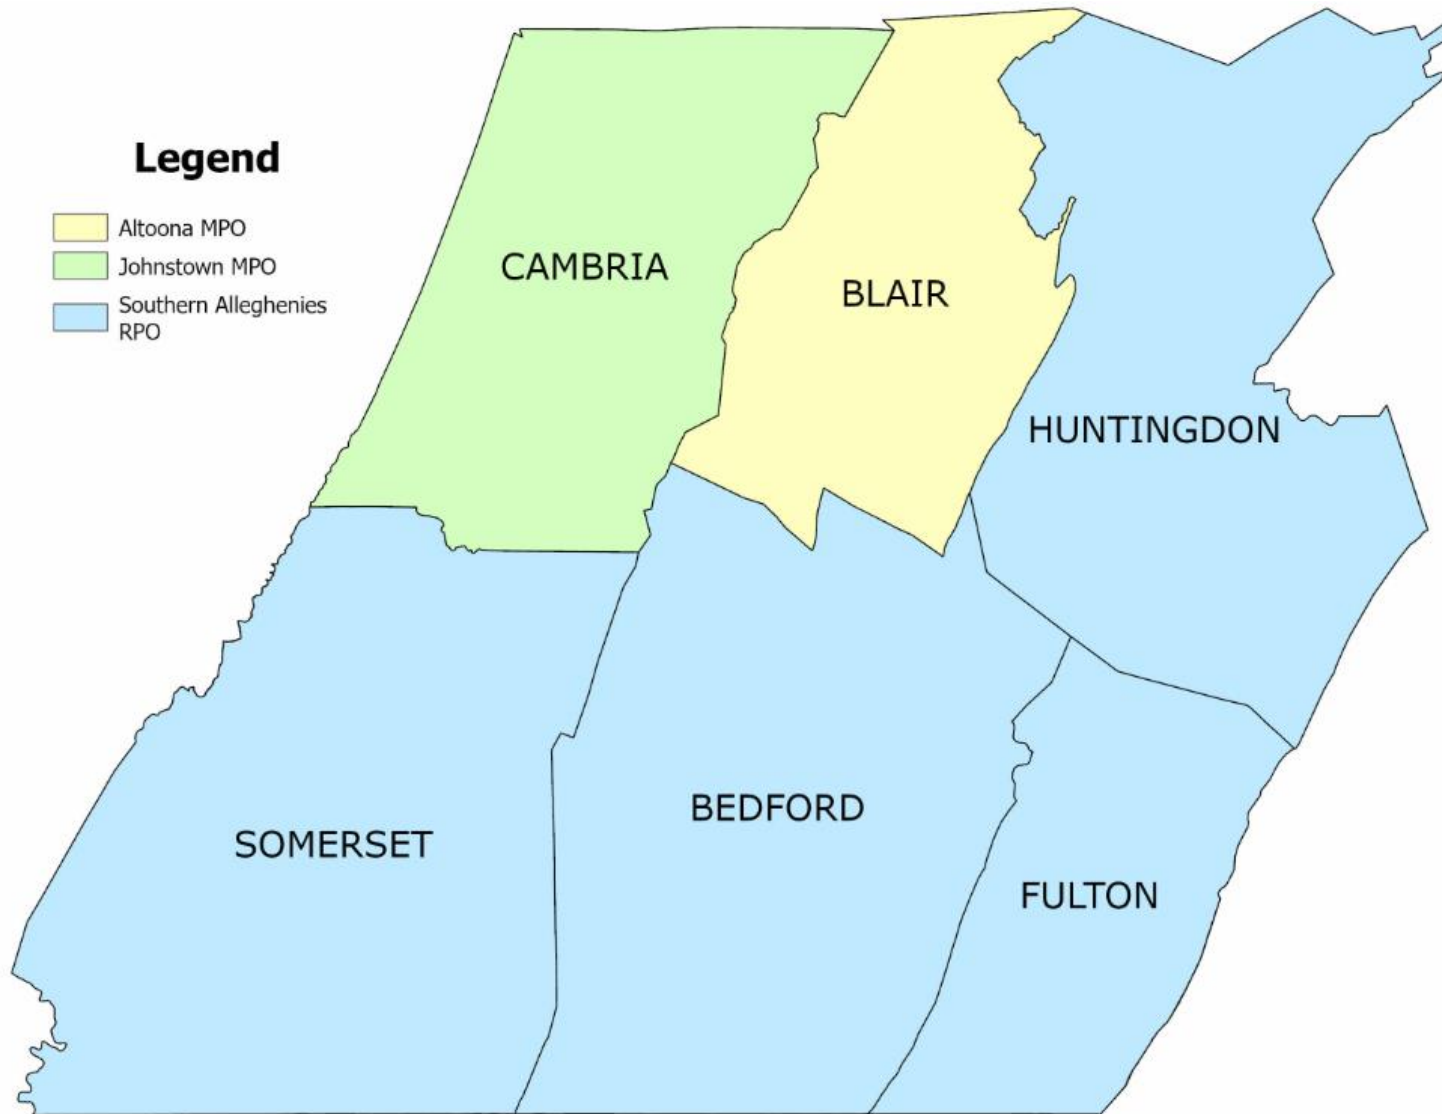 Legend
Altoona MPO
Johnstown MPO
Southern Alleghenies
RPO
CAMBRIA
BLAIR
HUNTINGDON
SOMERSET
BEDFORD
FULTON